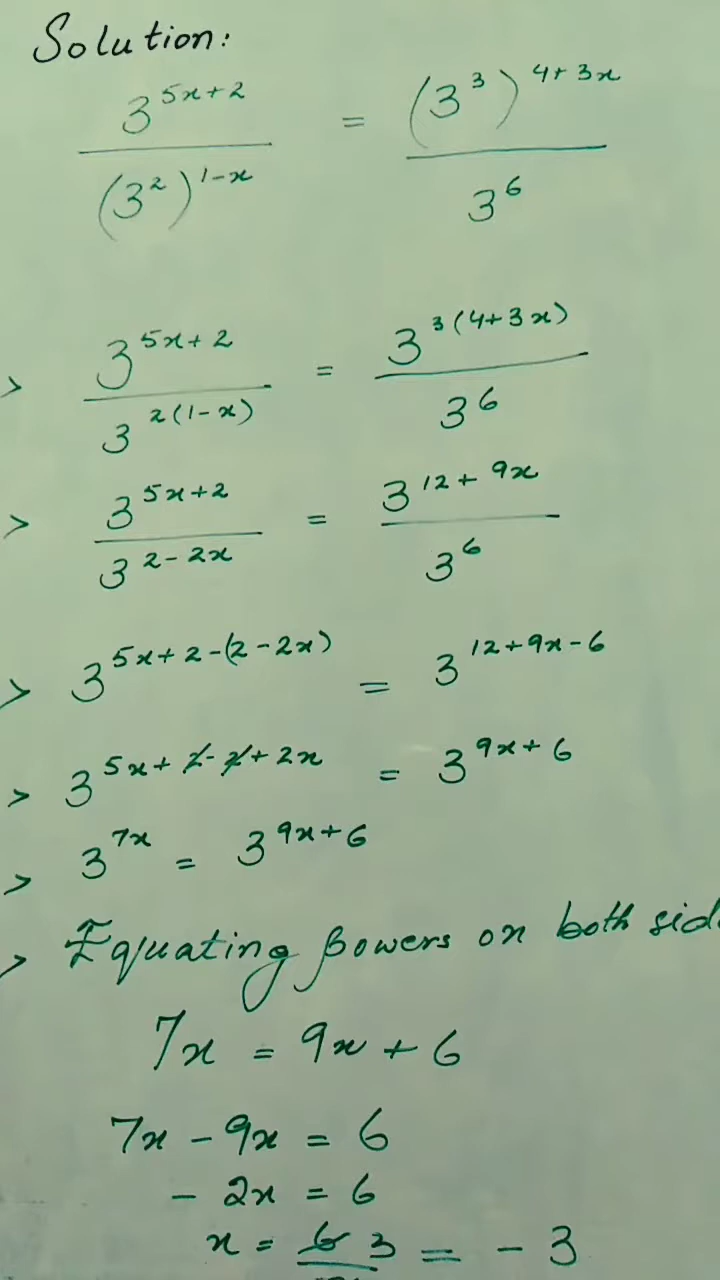 Solution:
3^(5x+2) / (3^2)^(1-x) = (3^3)^(4+3x) / 3^6
> 3^(5x+2) / 3^(2(1-x)) = 3^(3(4+3x)) / 3^6
> 3^(5x+2) / 3^(2-2x) = 3^(12+9x) / 3^6
> 3^(5x+2-(2-2x)) = 3^(12+9x-6)
> 3^(5x+2-2+2x) = 3^(9x+6)
> 3^(7x) = 3^(9x+6)
> Equating powers on both sid
7x = 9x + 6
7x - 9x = 6
- 2x = 6
x = 6 3 = - 3